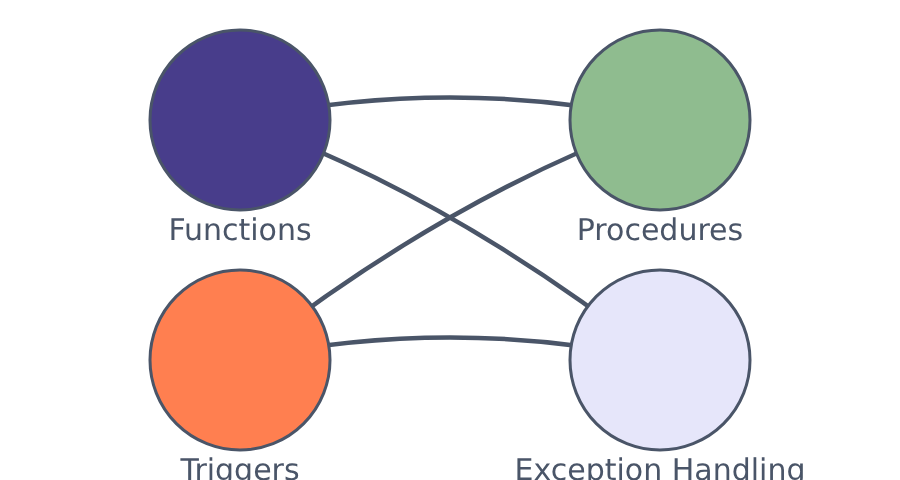 Functions
Procedures
Triggers
Exception Handling